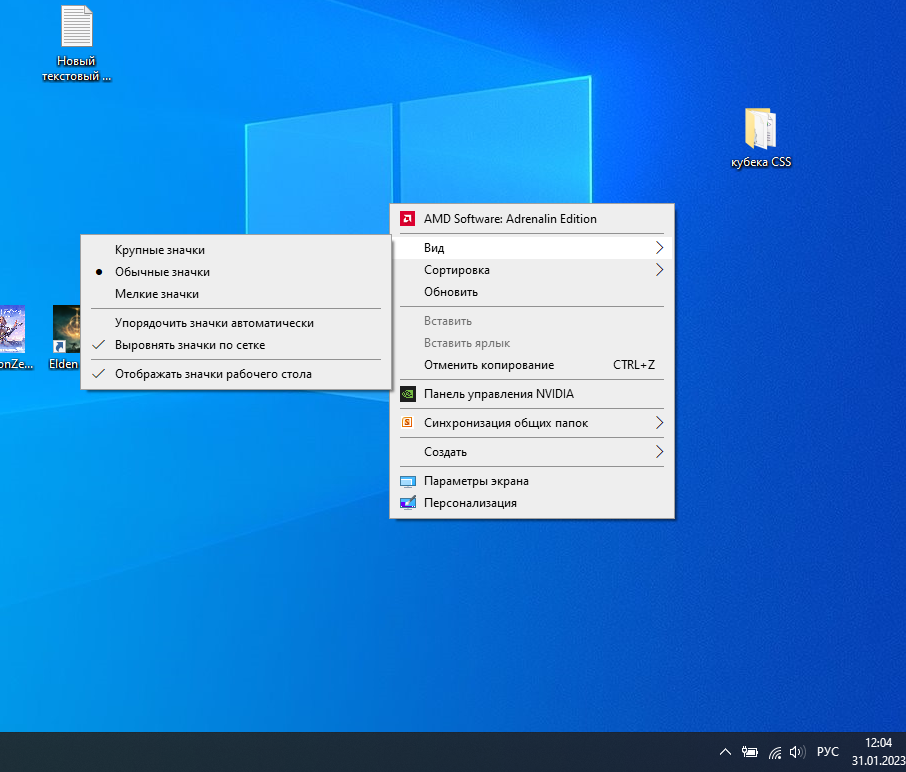 Новый
текстовый ...
кубека CSS
onZe...
Elden
AMD Software: Adrenalin Edition
Вид
Сортировка
Обновить
Вставить
Вставить ярлык
Отменить копирование CTRL+Z
Панель управления NVIDIA
Синхронизация общих папок
Создать
Параметры экрана
Персонализация
Крупные значки
Обычные значки
Мелкие значки
Упорядочить значки автоматически
Выровнять значки по сетке
Отображать значки рабочего стола
РУС
12:04
31.01.2023